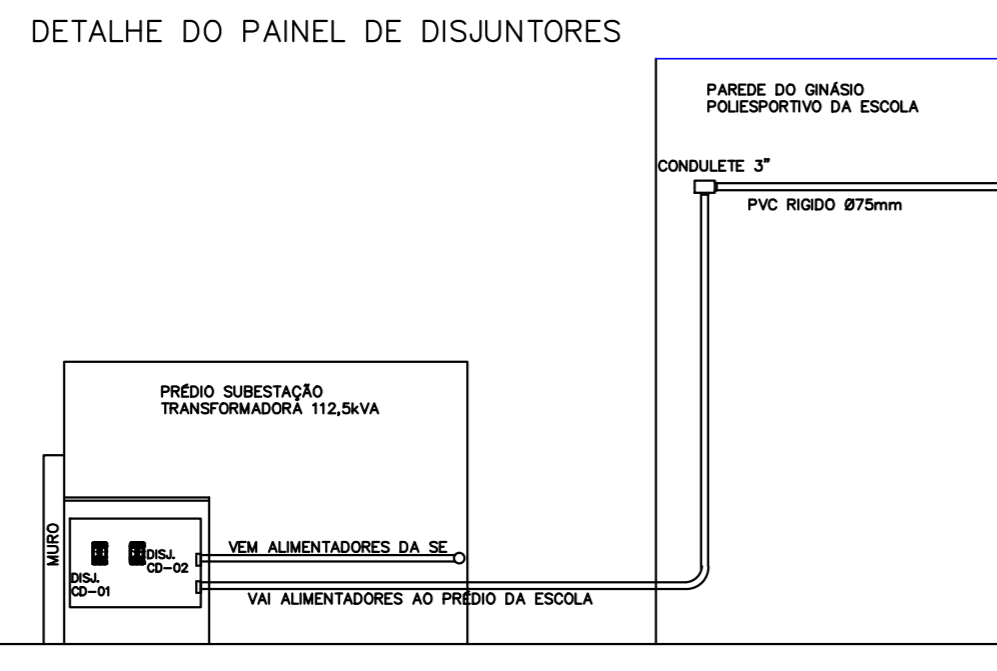 DETALHE DO PAINEL DE DISJUNTORES
PAREDE DO GINÁSIO
POLIESPORTIVO DA ESCOLA
CONDULETE 3"
PVC RIGIDO Ø75mm
PRÉDIO SUBESTAÇÃO
TRANSFORMADORA 112,5kVA
MURO
DISJ.
CD-01
DISJ.
CD-02
VEM ALIMENTADORES DA SE
VAI ALIMENTADORES AO PRÉDIO DA ESCOLA